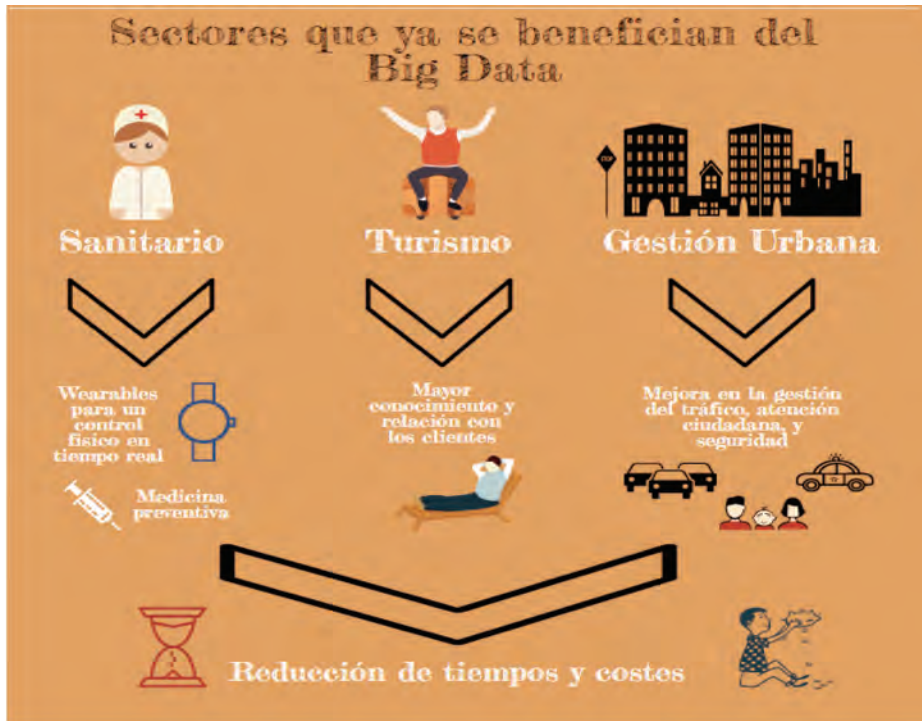 Sectores que ya se benefician del
Big Data
STOP
Sanitario
Turismo
Gestión Urbana
Wearables
para un
control
físico en
tiempo real
Medicina
preventiva
Mayor
conocimiento y
relación con
los clientes
Mejora en la gestión
del tráfico, atención
ciudadana, y
seguridad
Reducción de tiempos y costes